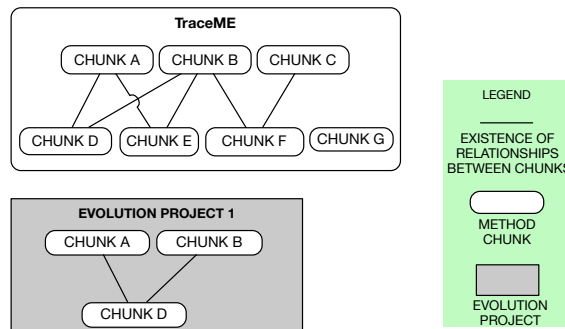 TraceME
CHUNK A CHUNK B CHUNK C
CHUNK D CHUNK E CHUNK F CHUNK G
EVOLUTION PROJECT 1
CHUNK A CHUNK B
CHUNK D
LEGEND
EXISTENCE OF
RELATIONSHIPS
BETWEEN CHUNKS
METHOD
CHUNK
EVOLUTION
PROJECT